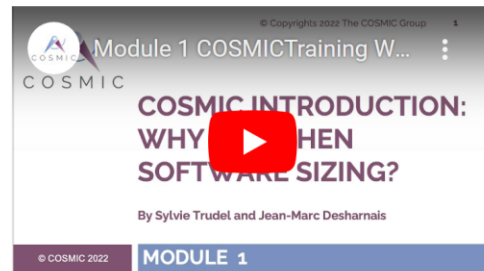 © Copyrights 2022 The COSMIC Group 1
Module 1 COSMICTraining W...
COSMIC
COSMIC
COSMIC INTRODUCTION:
WHY HEN
SOFTWARE SIZING?
By Sylvie Trudel and Jean-Marc Desharnais
© COSMIC 2022
MODULE 1